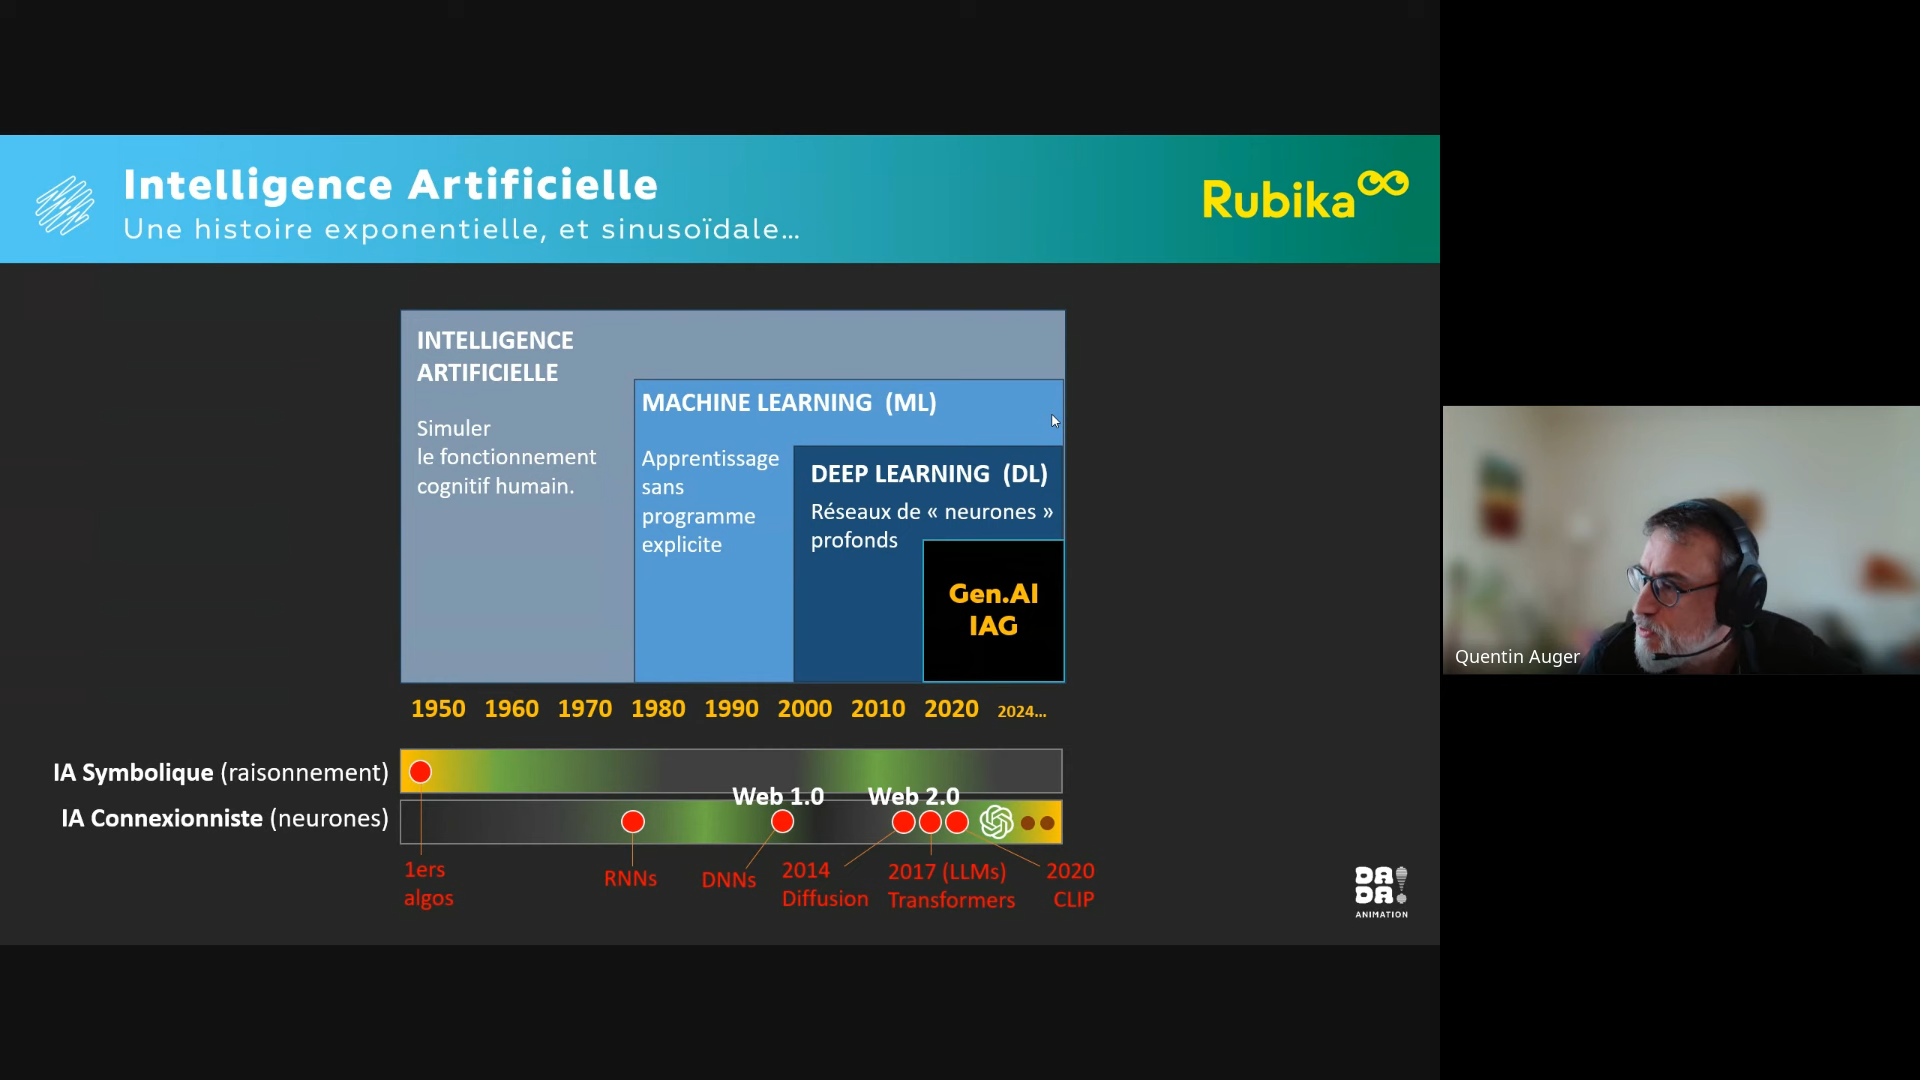 Intelligence Artificielle
Une histoire exponentielle, et sinusoïdale...
Rubika
INTELLIGENCE
ARTIFICIELLE
Simuler
le fonctionnement
cognitif humain.
MACHINE LEARNING (ML)
Apprentissage
sans
programme
explicite
DEEP LEARNING (DL)
Réseaux de « neurones »
profonds
Gen.AI
IAG
1950 1960 1970 1980 1990 2000 2010 2020 2024...
IA Symbolique (raisonnement)
Web 1.0 Web 2.0
IA Connexionniste (neurones)
1ers
algos
RNNs
DNNs
2014
Diffusion
2017 (LLMs)
Transformers
2020
CLIP
DADA!
ANIMATION
Quentin Auger